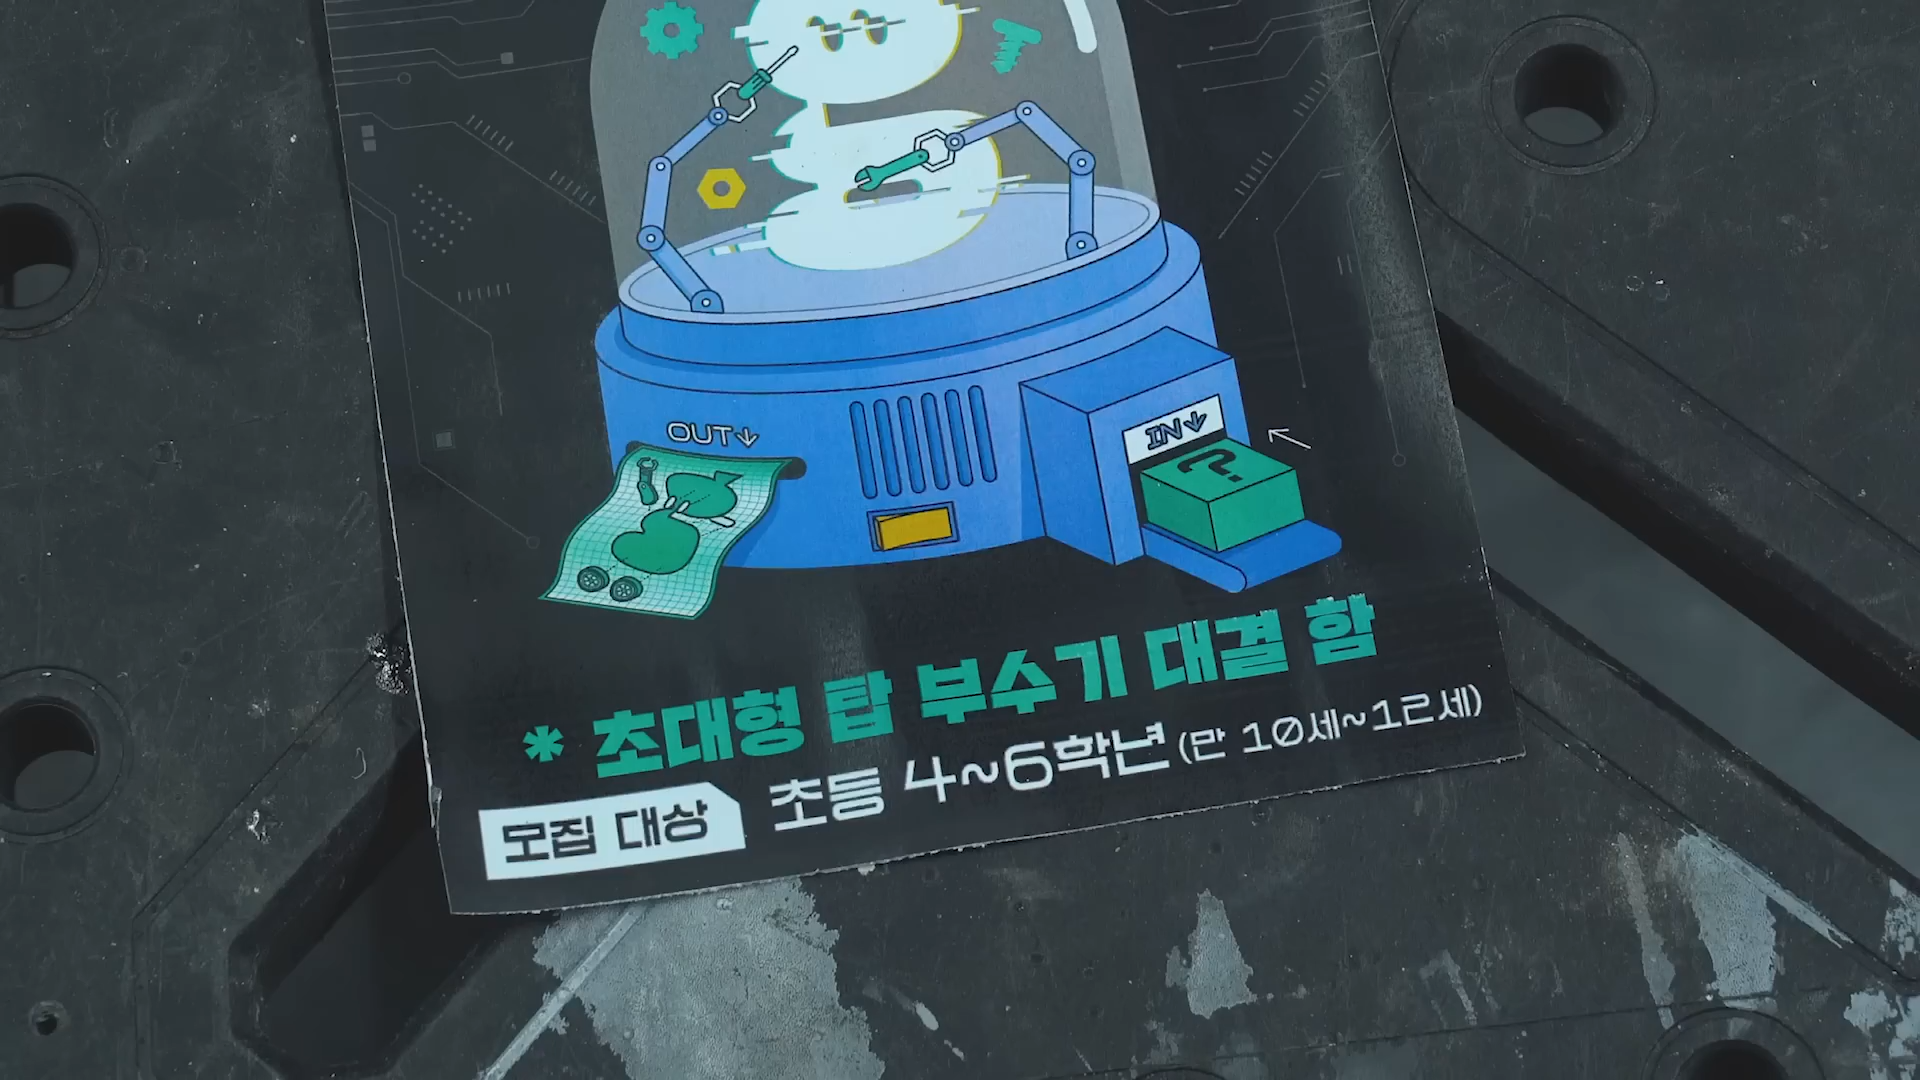 OUT↓
IN↓
?
* 초대형 탑 부수기 대결 함
모집 대상 초등 4~6학년 (만 10세~12세)